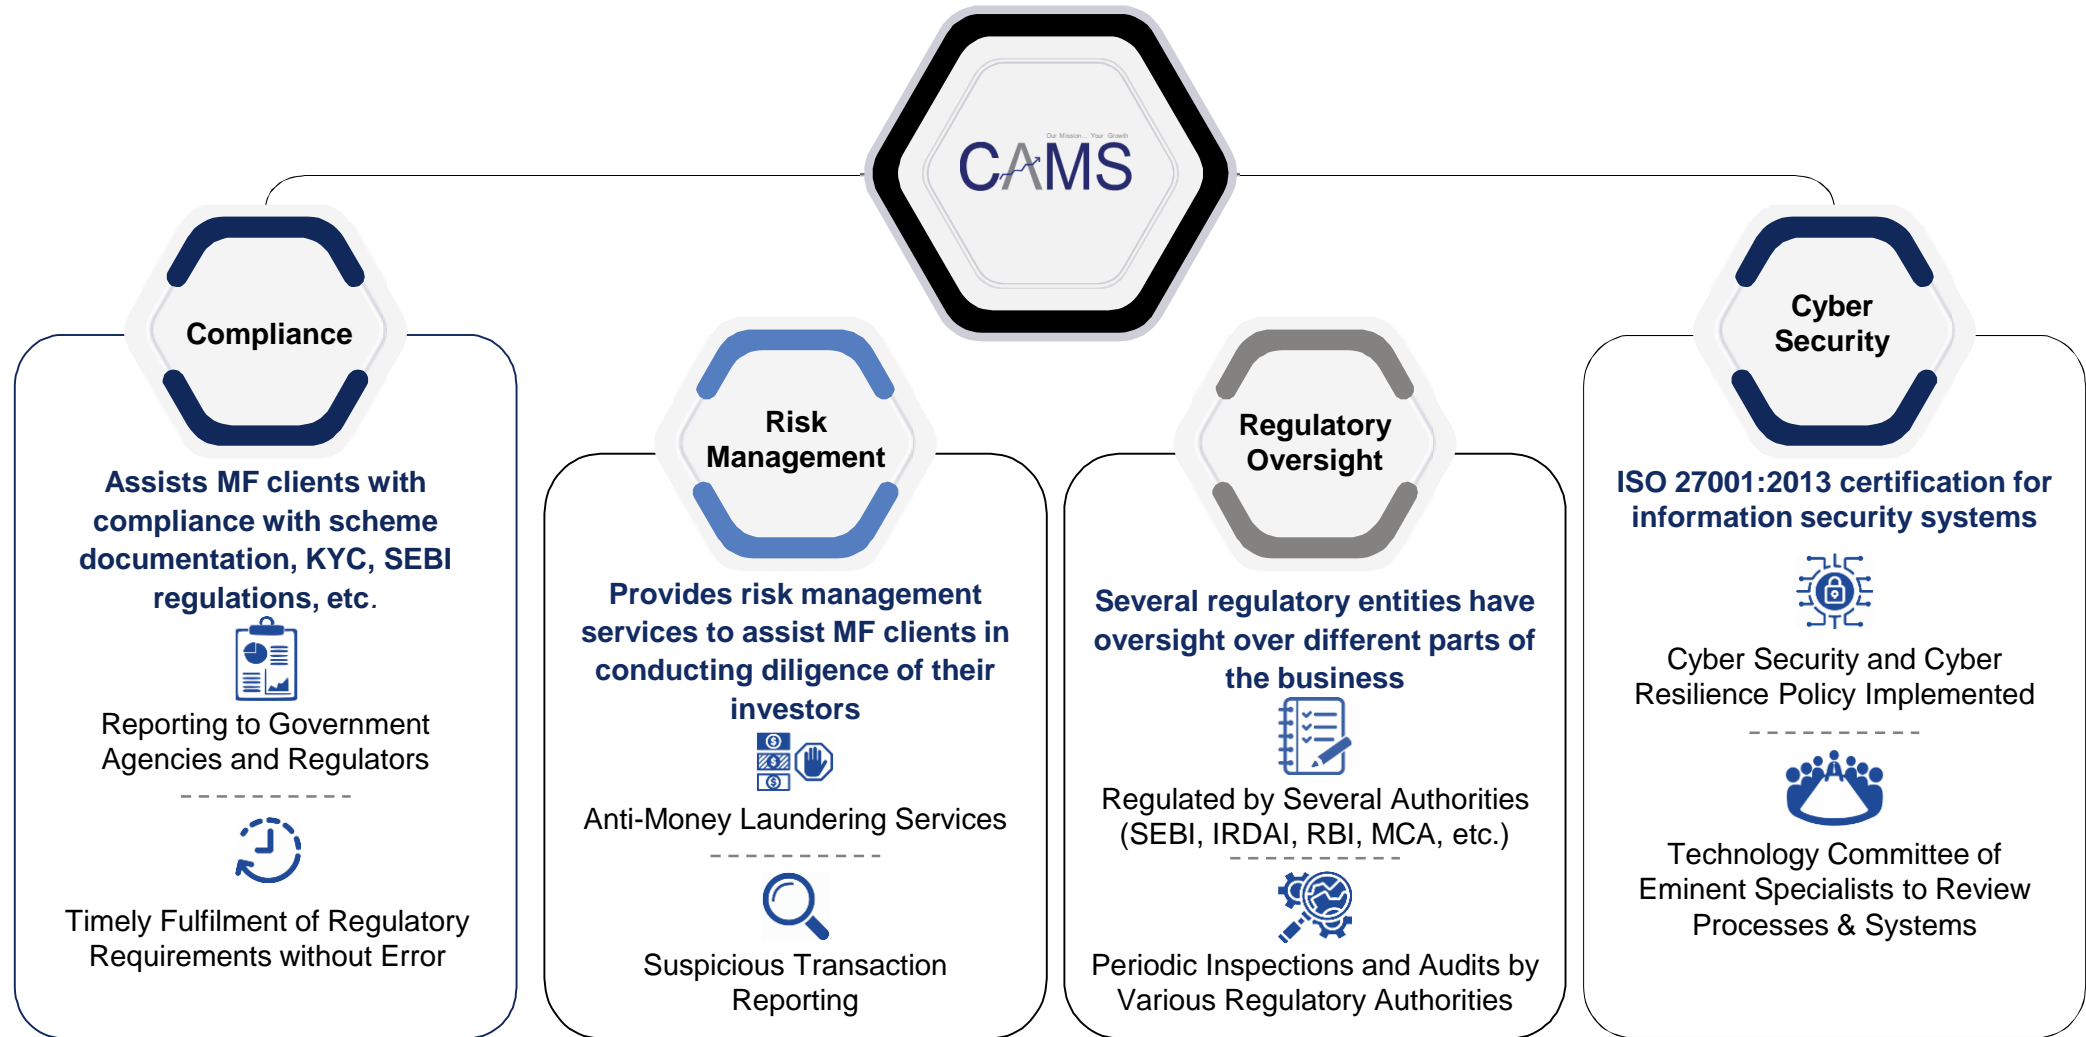 Our Mission... Your Growth
CAMS
Compliance
Assists MF clients with
compliance with scheme
documentation, KYC, SEBI
regulations, etc.
Reporting to Government
Agencies and Regulators
Timely Fulfilment of Regulatory
Requirements without Error
Risk
Management
Provides risk management
services to assist MF clients in
conducting diligence of their
investors
Anti-Money Laundering Services
Suspicious Transaction
Reporting
Regulatory
Oversight
Several regulatory entities have
oversight over different parts of
the business
Regulated by Several Authorities
(SEBI, IRDAI, RBI, MCA, etc.)
Periodic Inspections and Audits by
Various Regulatory Authorities
Cyber
Security
ISO 27001:2013 certification for
information security systems
Cyber Security and Cyber
Resilience Policy Implemented
Technology Committee of
Eminent Specialists to Review
Processes & Systems